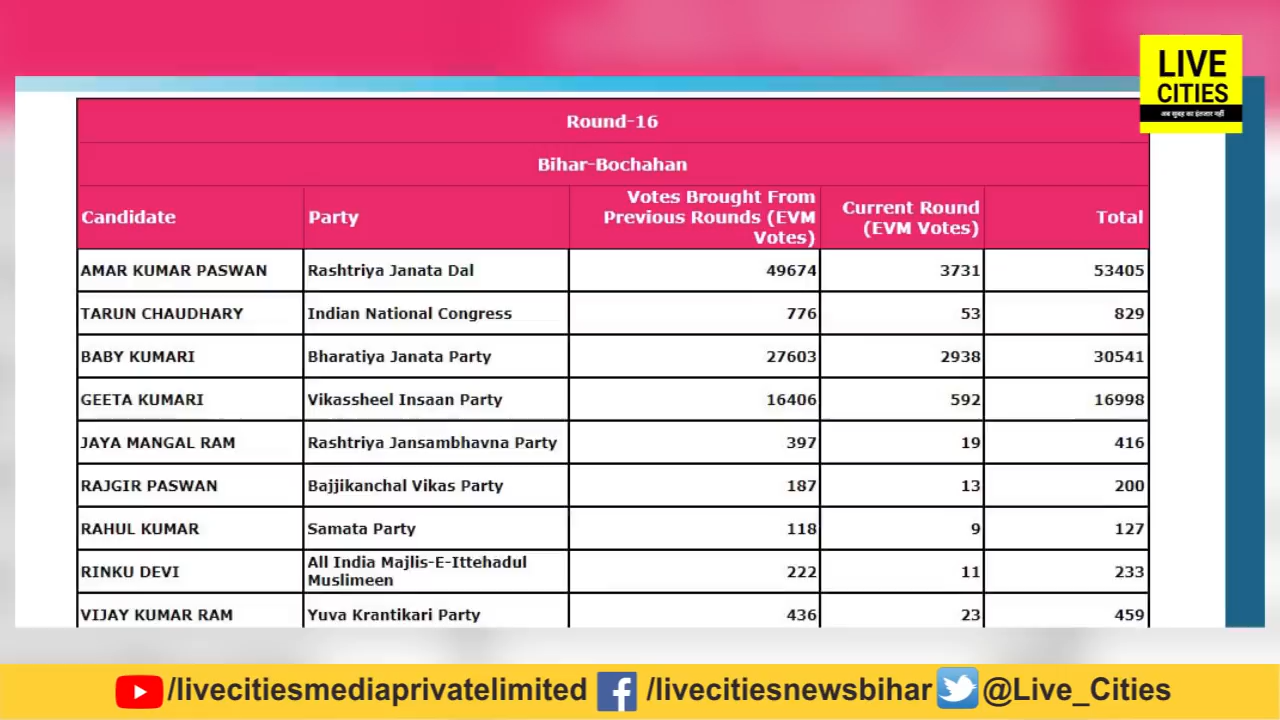 LIVE
CITIES
अब सुबह का इंतजार नहीं
Round-16
Bihar-Bochahan
Candidate Party Votes Brought From Previous Rounds (EVM Votes) Current Round (EVM Votes) Total
AMAR KUMAR PASWAN Rashtriya Janata Dal 49674 3731 53405
TARUN CHAUDHARY Indian National Congress 776 53 829
BABY KUMARI Bharatiya Janata Party 27603 2938 30541
GEETA KUMARI Vikassheel Insaan Party 16406 592 16998
JAYA MANGAL RAM Rashtriya Jansambhavna Party 397 19 416
RAJGIR PASWAN Bajjikanchal Vikas Party 187 13 200
RAHUL KUMAR Samata Party 118 9 127
RINKU DEVI All India Majlis-E-Ittehadul Muslimeen 222 11 233
VIJAY KUMAR RAM Yuva Krantikari Party 436 23 459
/livecitiesmediaprivatelimited /livecitiesnewsbihar @Live_Cities